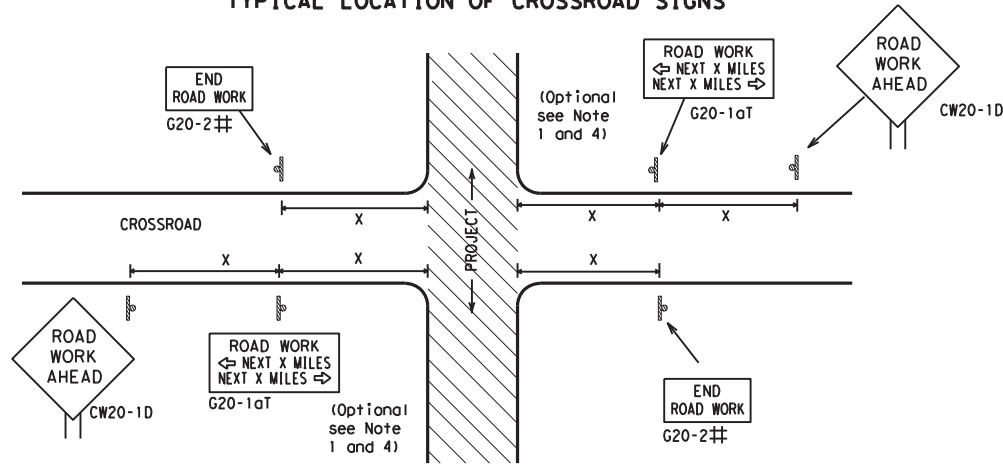 TYPICAL LOCATION OF CROSSROAD SIGNS
END
ROAD WORK
G20-2#
ROAD WORK
⇦ NEXT X MILES
NEXT X MILES ⇨
G20-1aT
(Optional
see Note
1 and 4)
ROAD
WORK
AHEAD
CW20-1D
X
X
X
CROSSROAD
PROJECT
X
X
X
ROAD
WORK
AHEAD
CW20-1D
ROAD WORK
⇦ NEXT X MILES
NEXT X MILES ⇨
G20-1aT
(Optional
see Note
1 and 4)
END
ROAD WORK
G20-2#